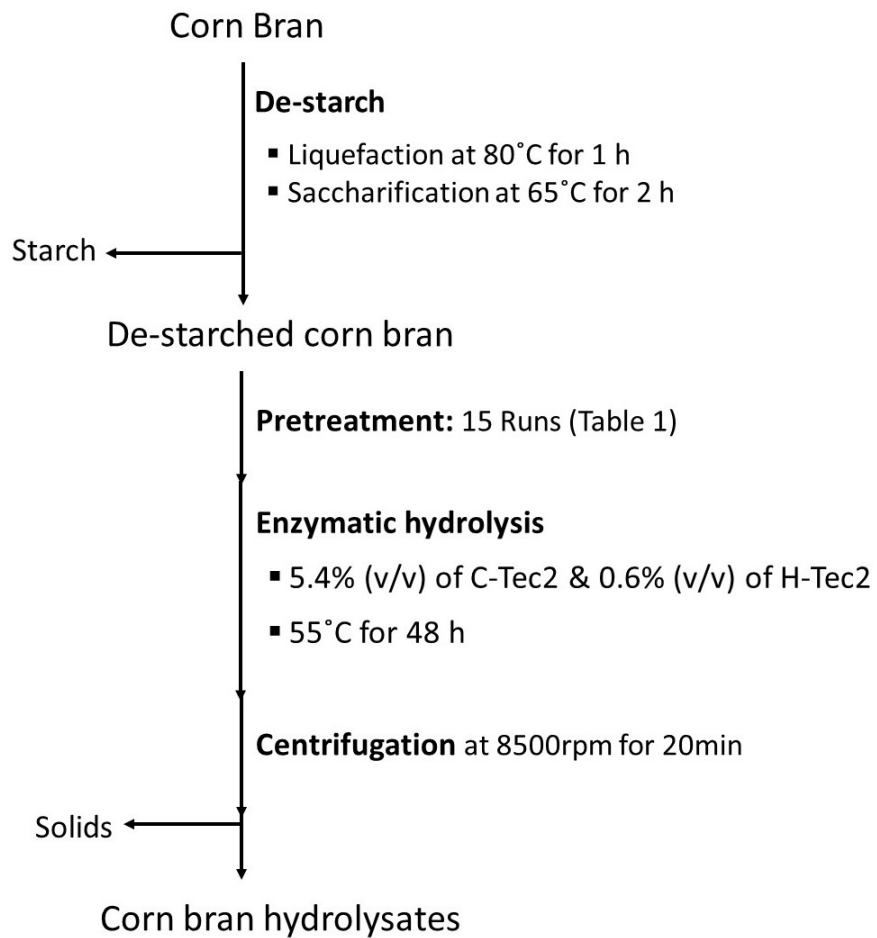 Corn Bran
De-starch
▪ Liquefaction at 80˚C for 1 h
▪ Saccharification at 65˚C for 2 h
Starch
De-starched corn bran
Pretreatment: 15 Runs (Table 1)
Enzymatic hydrolysis
▪ 5.4% (v/v) of C-Tec2 & 0.6% (v/v) of H-Tec2
▪ 55˚C for 48 h
Centrifugation at 8500rpm for 20min
Solids
Corn bran hydrolysates